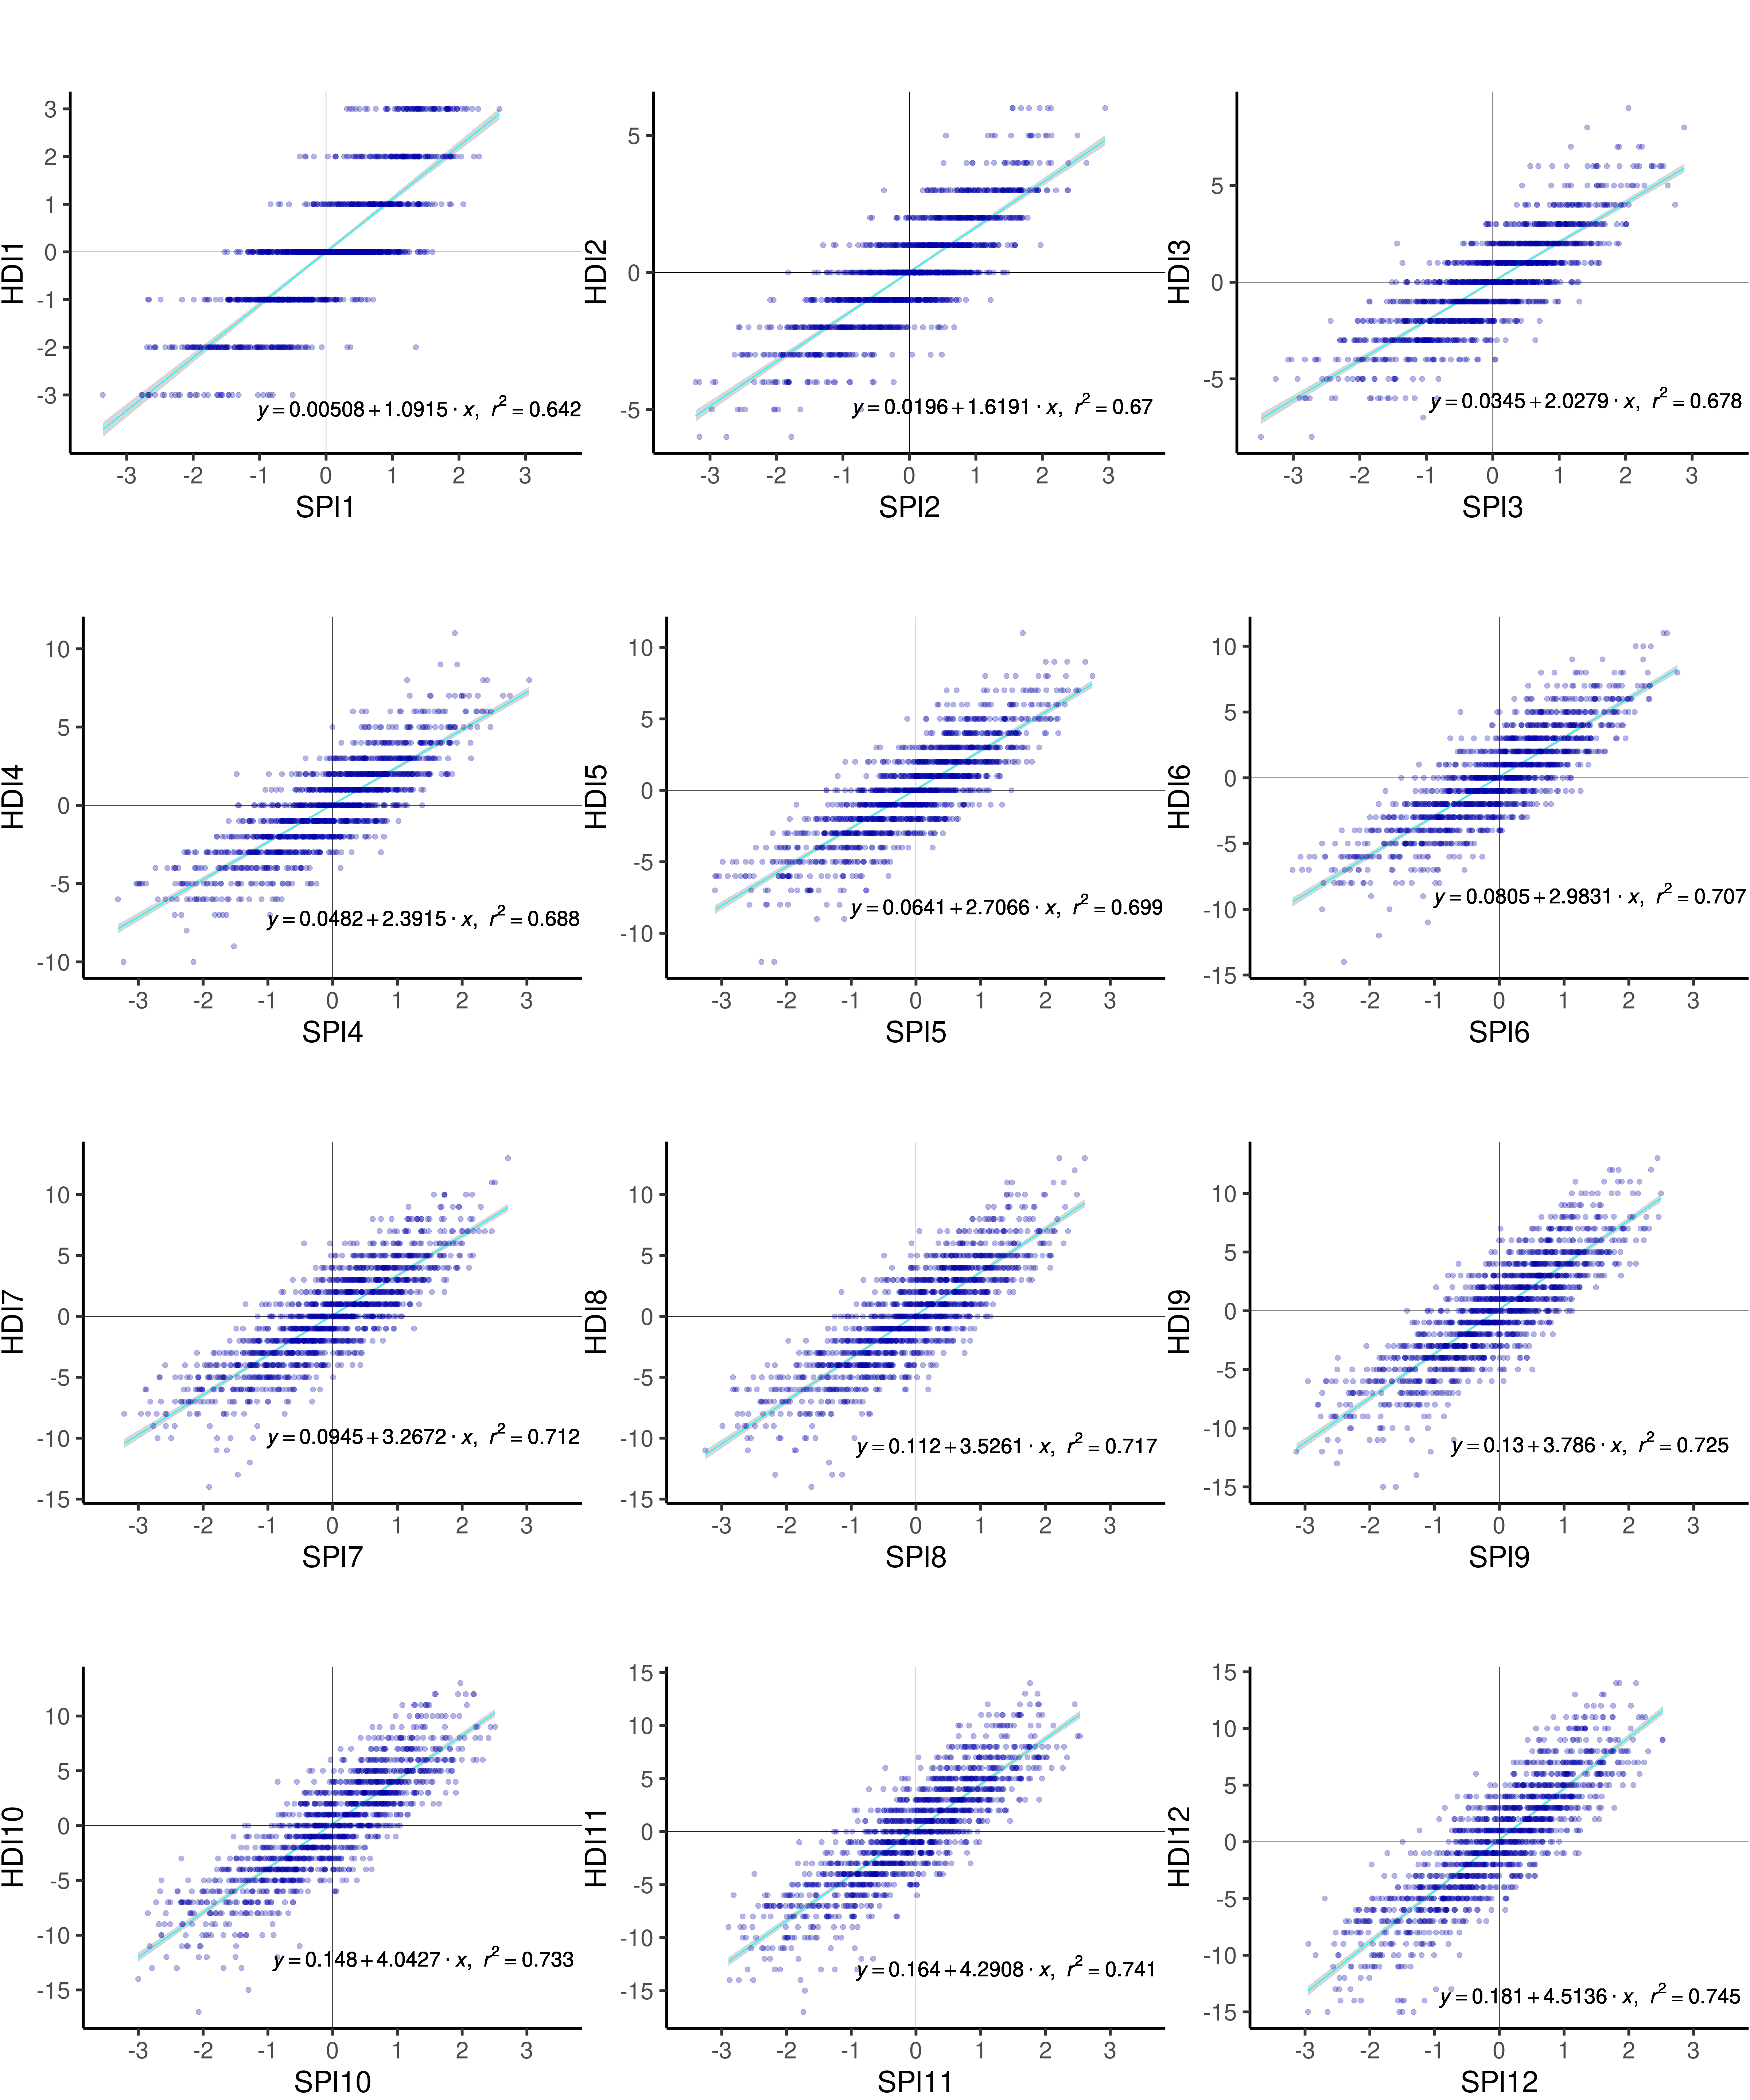 3
2
1
0
-1
-2
-3
HDI1
y = 0.00508 + 1.0915 · x, r² = 0.642
-3 -2 -1 0 1 2 3
SPI1
5
0
-5
HDI2
y = 0.0196 + 1.6191 · x, r² = 0.67
-3 -2 -1 0 1 2 3
SPI2
5
0
-5
HDI3
y = 0.0345 + 2.0279 · x, r² = 0.678
-3 -2 -1 0 1 2 3
SPI3
10
5
0
-5
-10
HDI4
y = 0.0482 + 2.3915 · x, r² = 0.688
-3 -2 -1 0 1 2 3
SPI4
10
5
0
-5
-10
HDI5
y = 0.0641 + 2.7066 · x, r² = 0.699
-3 -2 -1 0 1 2 3
SPI5
10
5
0
-5
-10
-15
HDI6
y = 0.0805 + 2.9831 · x, r² = 0.707
-3 -2 -1 0 1 2 3
SPI6
10
5
0
-5
-10
-15
HDI7
y = 0.0945 + 3.2672 · x, r² = 0.712
-3 -2 -1 0 1 2 3
SPI7
10
5
0
-5
-10
-15
HDI8
y = 0.112 + 3.5261 · x, r² = 0.717
-3 -2 -1 0 1 2 3
SPI8
10
5
0
-5
-10
-15
HDI9
y = 0.13 + 3.786 · x, r² = 0.725
-3 -2 -1 0 1 2 3
SPI9
10
5
0
-5
-10
-15
HDI10
y = 0.148 + 4.0427 · x, r² = 0.733
-3 -2 -1 0 1 2 3
SPI10
15
10
5
0
-5
-10
-15
HDI11
y = 0.164 + 4.2908 · x, r² = 0.741
-3 -2 -1 0 1 2 3
SPI11
15
10
5
0
-5
-10
-15
HDI12
y = 0.181 + 4.5136 · x, r² = 0.745
-3 -2 -1 0 1 2 3
SPI12